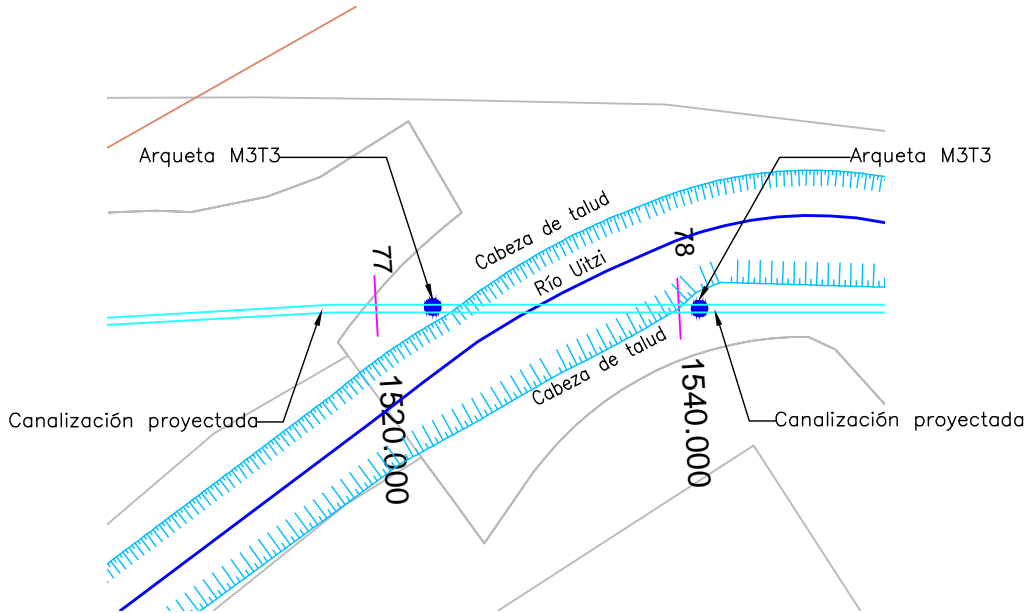 Arqueta M3T3
Arqueta M3T3
Cabeza de talud
77
78
Río Uitzi
Cabeza de talud
1520.000
1540.000
Canalización proyectada
Canalización proyectada